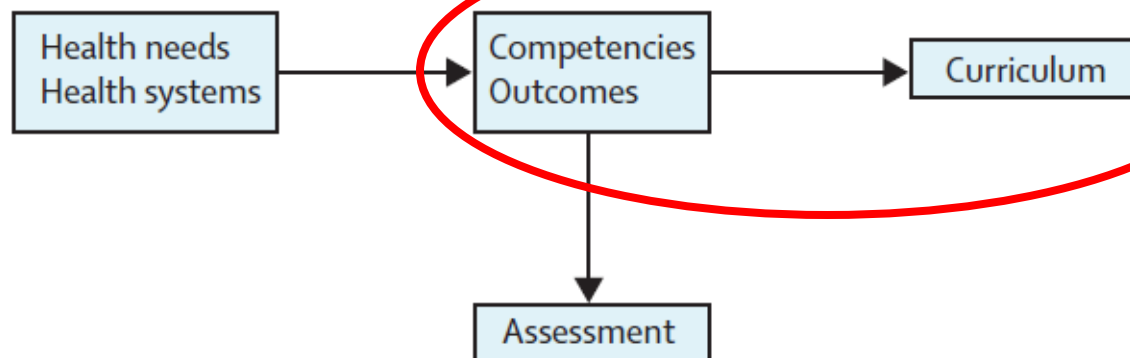 Health needs
Health systems
Competencies
Outcomes
Curriculum
Assessment